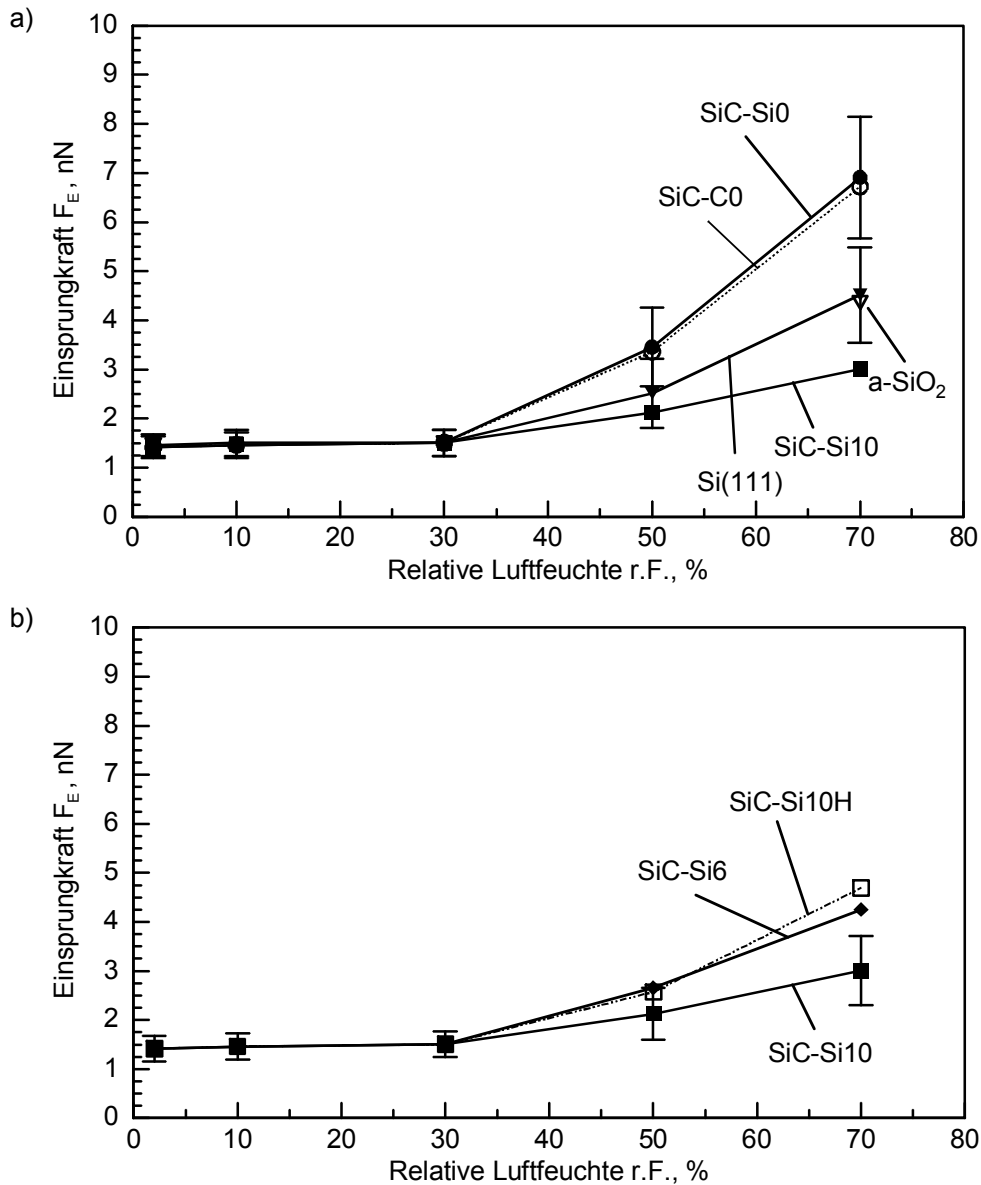 a)
10
9
8
7
6
5
4
3
2
1
0
Einsprungkraft F_E, nN
SiC-Si0
SiC-C0
a-SiO₂
SiC-Si10
Si(111)
0 10 20 30 40 50 60 70 80
Relative Luftfeuchte r.F., %
b)
10
9
8
7
6
5
4
3
2
1
0
Einsprungkraft F_E, nN
SiC-Si10H
SiC-Si6
SiC-Si10
0 10 20 30 40 50 60 70 80
Relative Luftfeuchte r.F., %